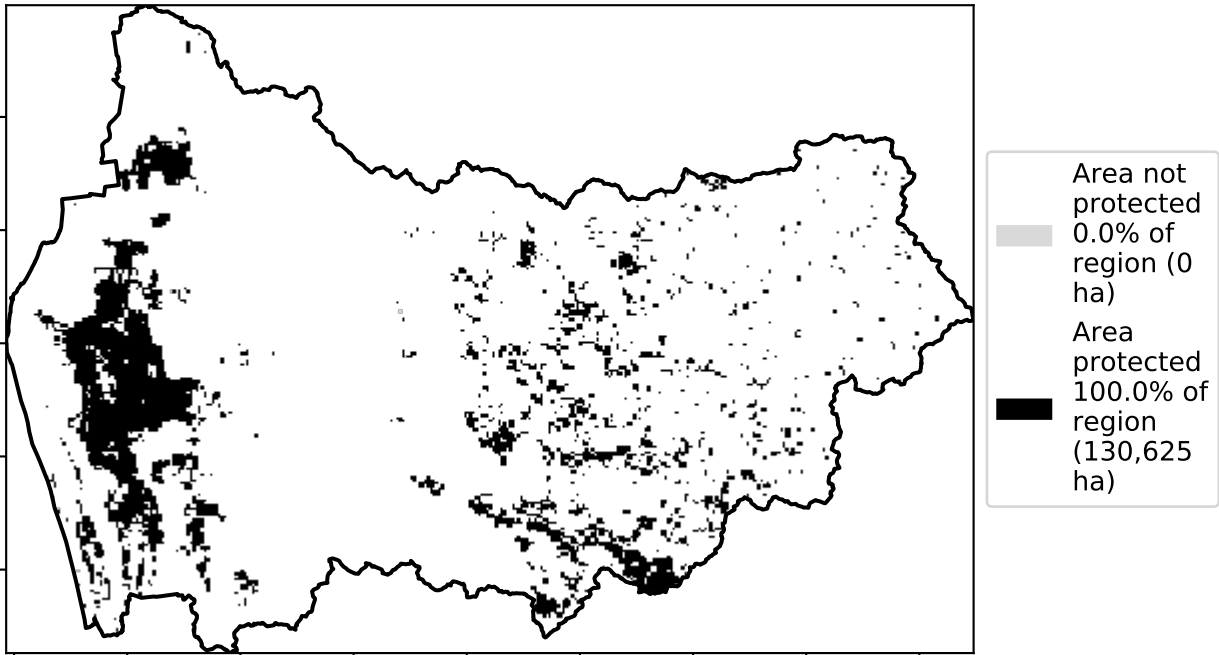 Area not
protected
0.0% of
region (0
ha)
Area
protected
100.0% of
region
(130,625
ha)